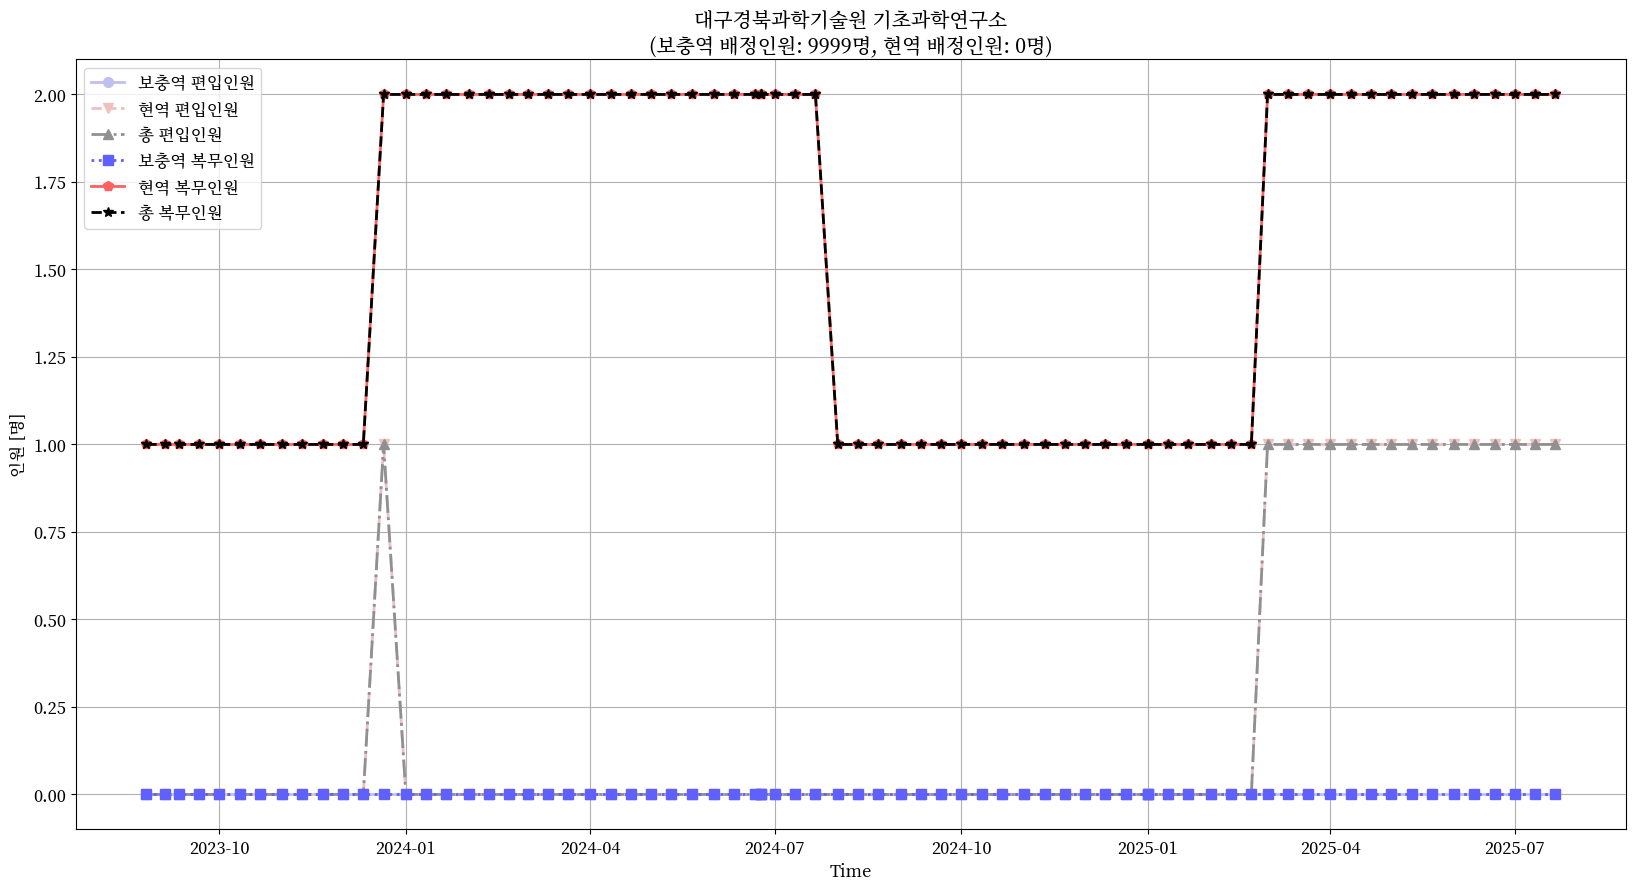 대구경북과학기술원 기초과학연구소
(보충역 배정인원: 9999명, 현역 배정인원: 0명)
보충역 편입인원
현역 편입인원
총 편입인원
보충역 복무인원
현역 복무인원
총 복무인원
인원 [명]
2.00
1.75
1.50
1.25
1.00
0.75
0.50
0.25
0.00
2023-10
2024-01
2024-04
2024-07
2024-10
2025-01
2025-04
2025-07
Time